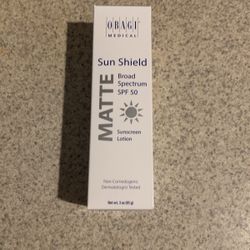 OBAGI
MEDICAL
Sun Shield
MATTE
Broad
Spectrum
SPF 50
Sunscreen
Lotion
Non-Comedogenic
Dermatologist Tested
Net wt. 3 oz (85g)